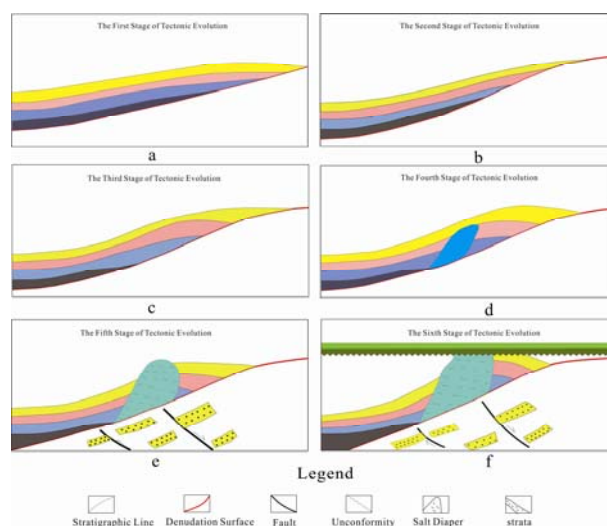 The First Stage of Tectonic Evolution
a
The Second Stage of Tectonic Evolution
b
The Third Stage of Tectonic Evolution
c
The Fourth Stage of Tectonic Evolution
d
The Fifth Stage of Tectonic Evolution
e
The Sixth Stage of Tectonic Evolution
f
Legend
Stratigraphic Line
Denudation Surface
Fault
Unconformity
Salt Diaper
strata